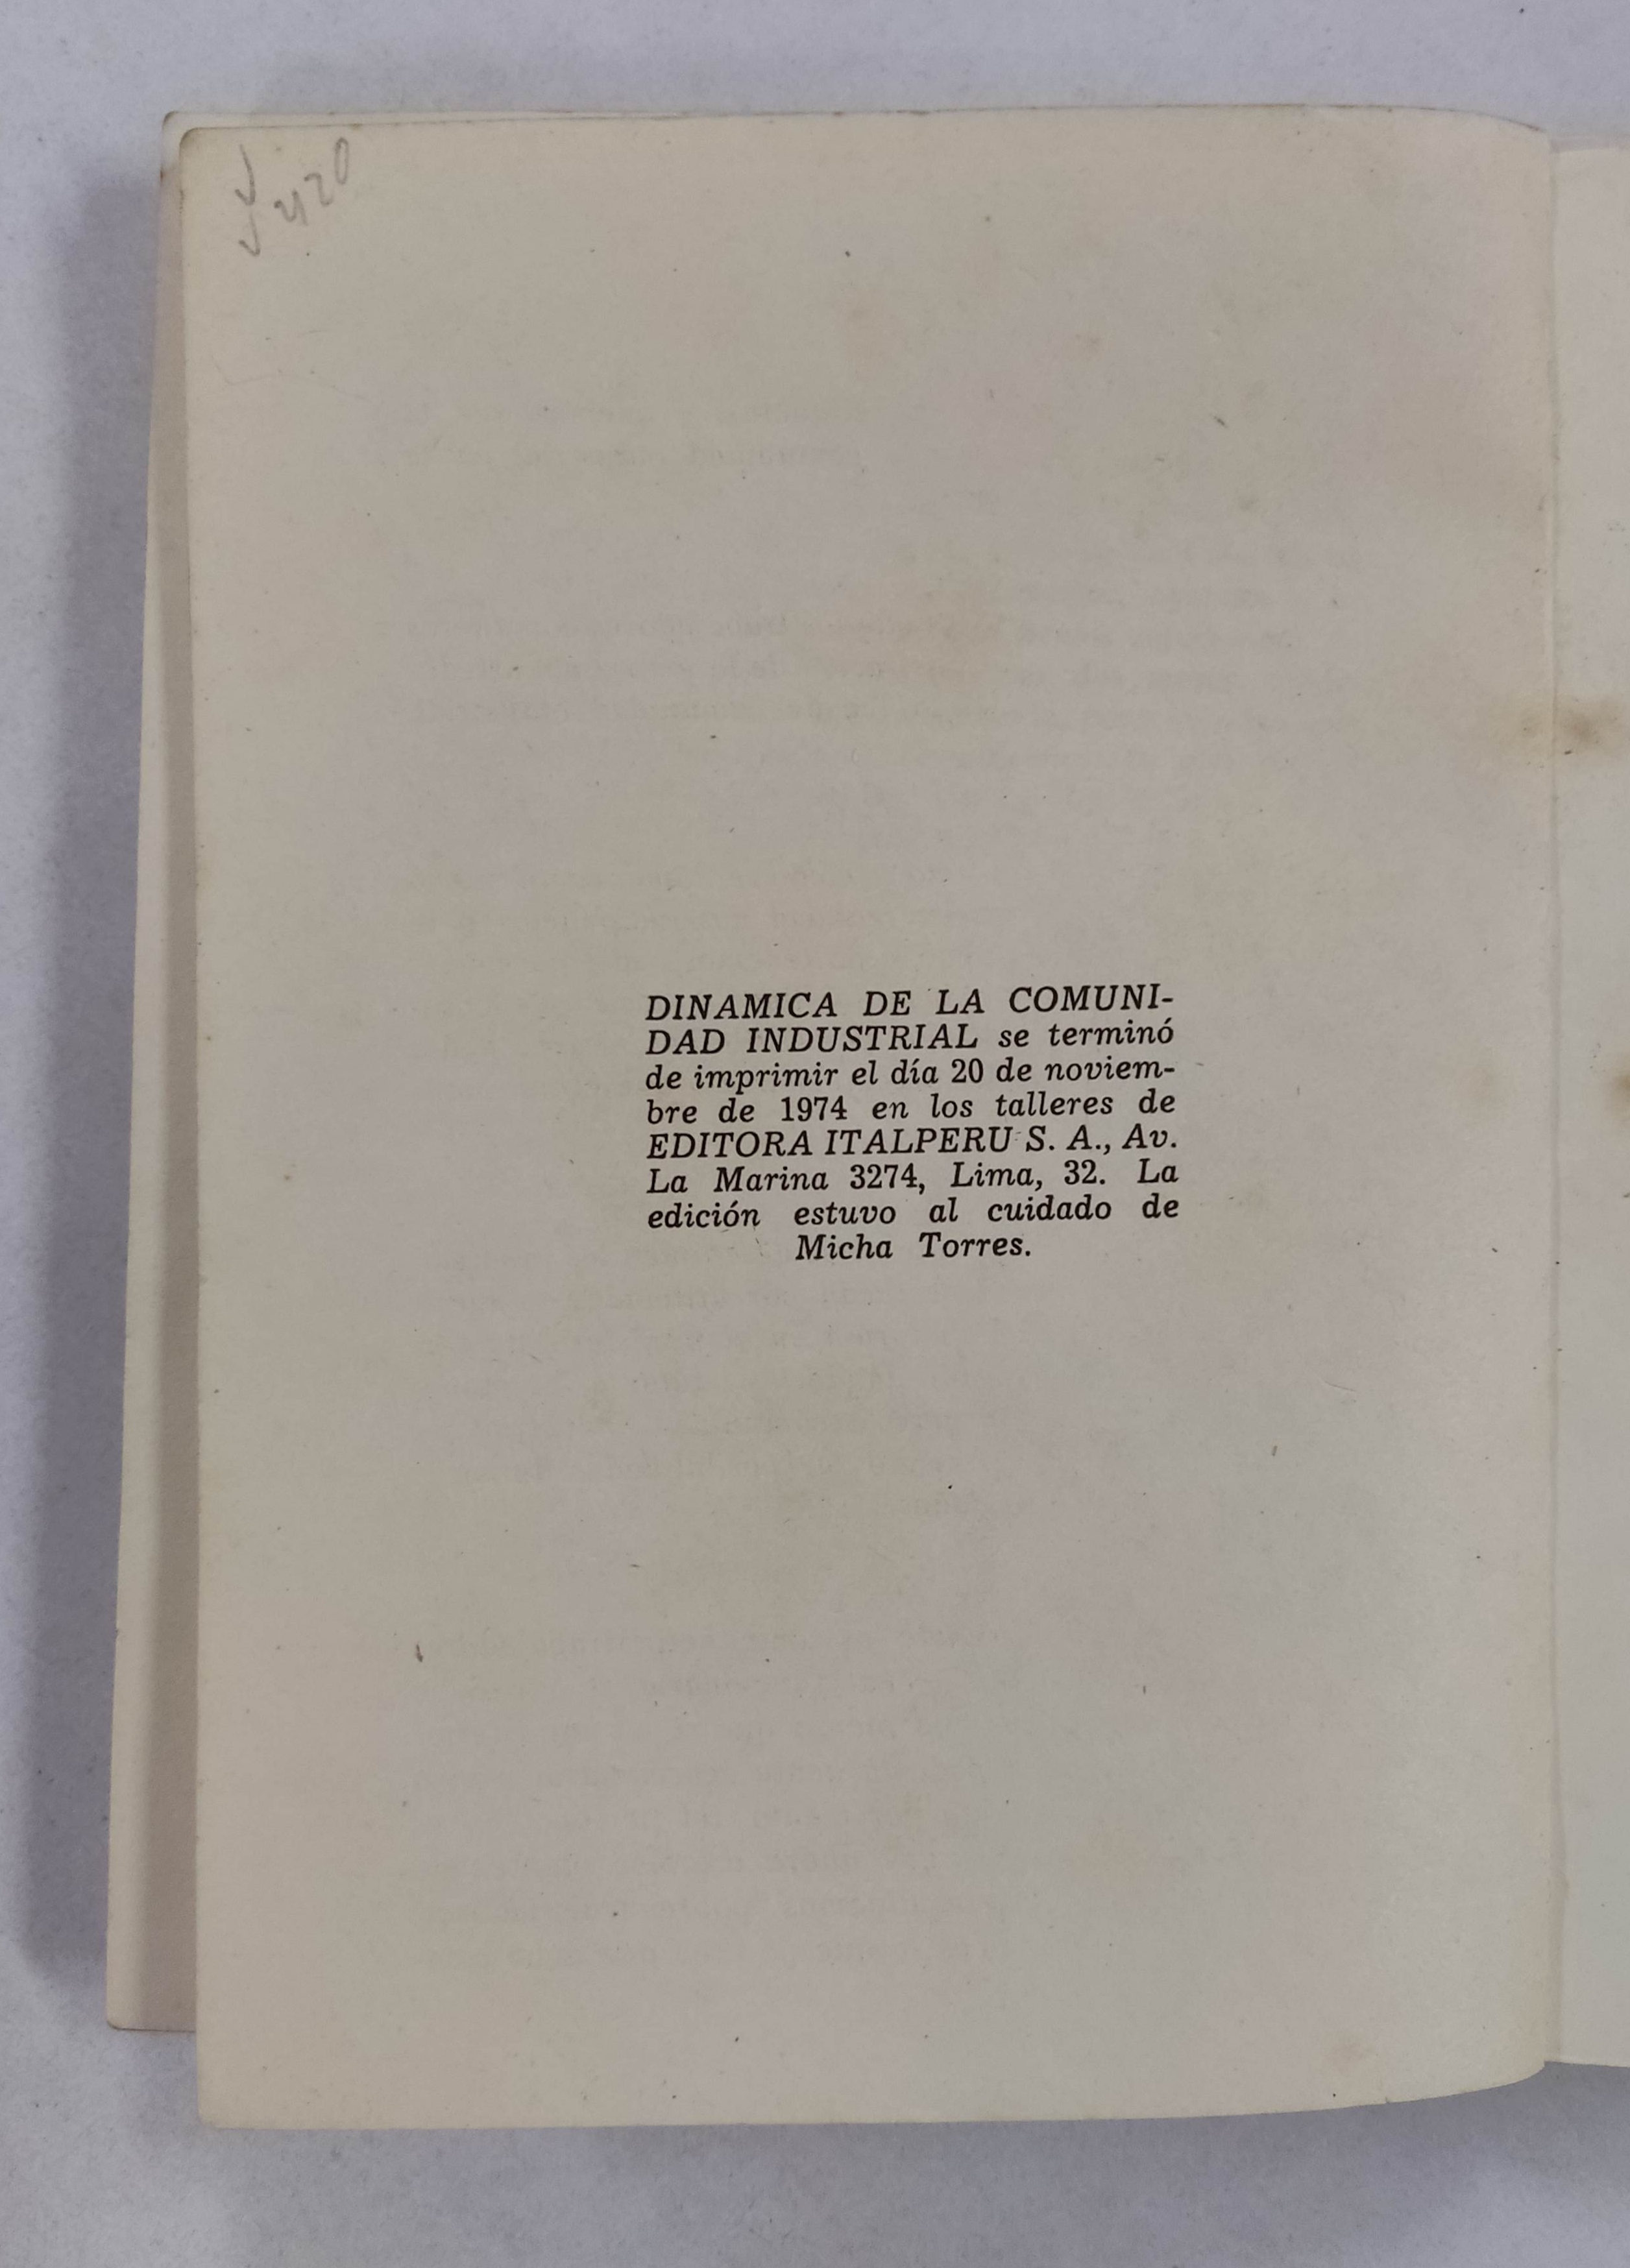 DINAMICA DE LA COMUNI-
DAD INDUSTRIAL se terminó
de imprimir el día 20 de noviem-
bre de 1974 en los talleres de
EDITORA ITALPERU S. A., Av.
La Marina 3274, Lima, 32. La
edición estuvo al cuidado de
Micha Torres.